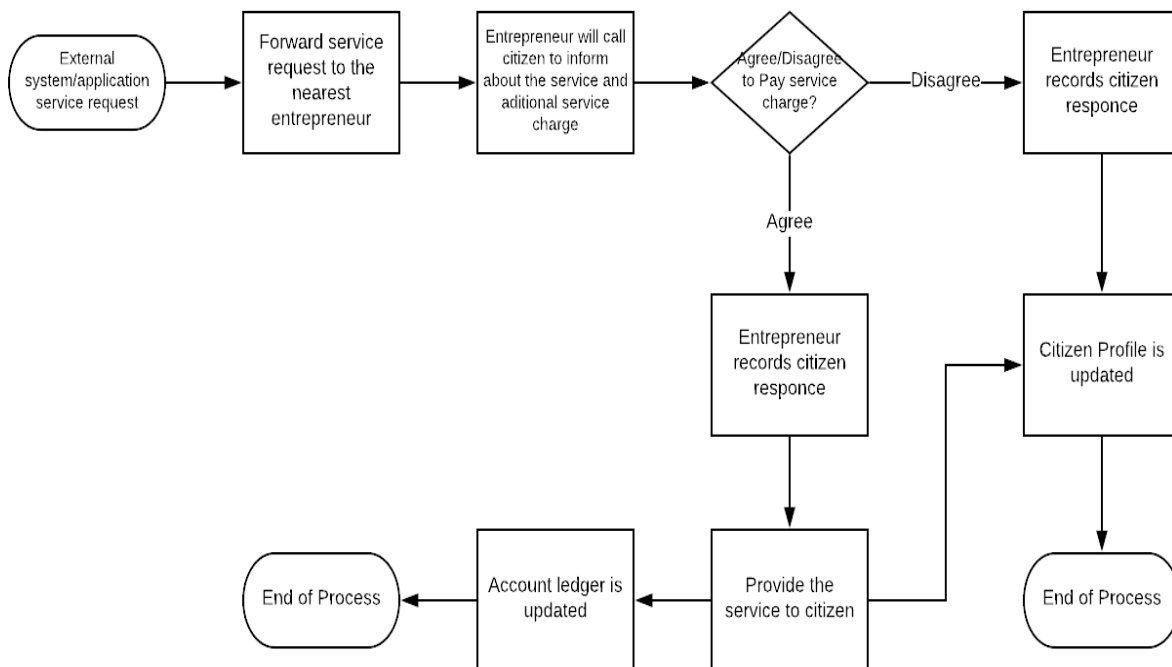 External
system/application
service request
Forward service
request to the
nearest
entrepreneur
Entrepreneur will call
citizen to inform
about the service and
aditional service
charge
Agree/Disagree
to Pay service
charge?
Disagree
Entrepreneur
records citizen
responce
Agree
Entrepreneur
records citizen
responce
Citizen Profile is
updated
End of Process
Account ledger is
updated
Provide the
service to citizen
End of Process